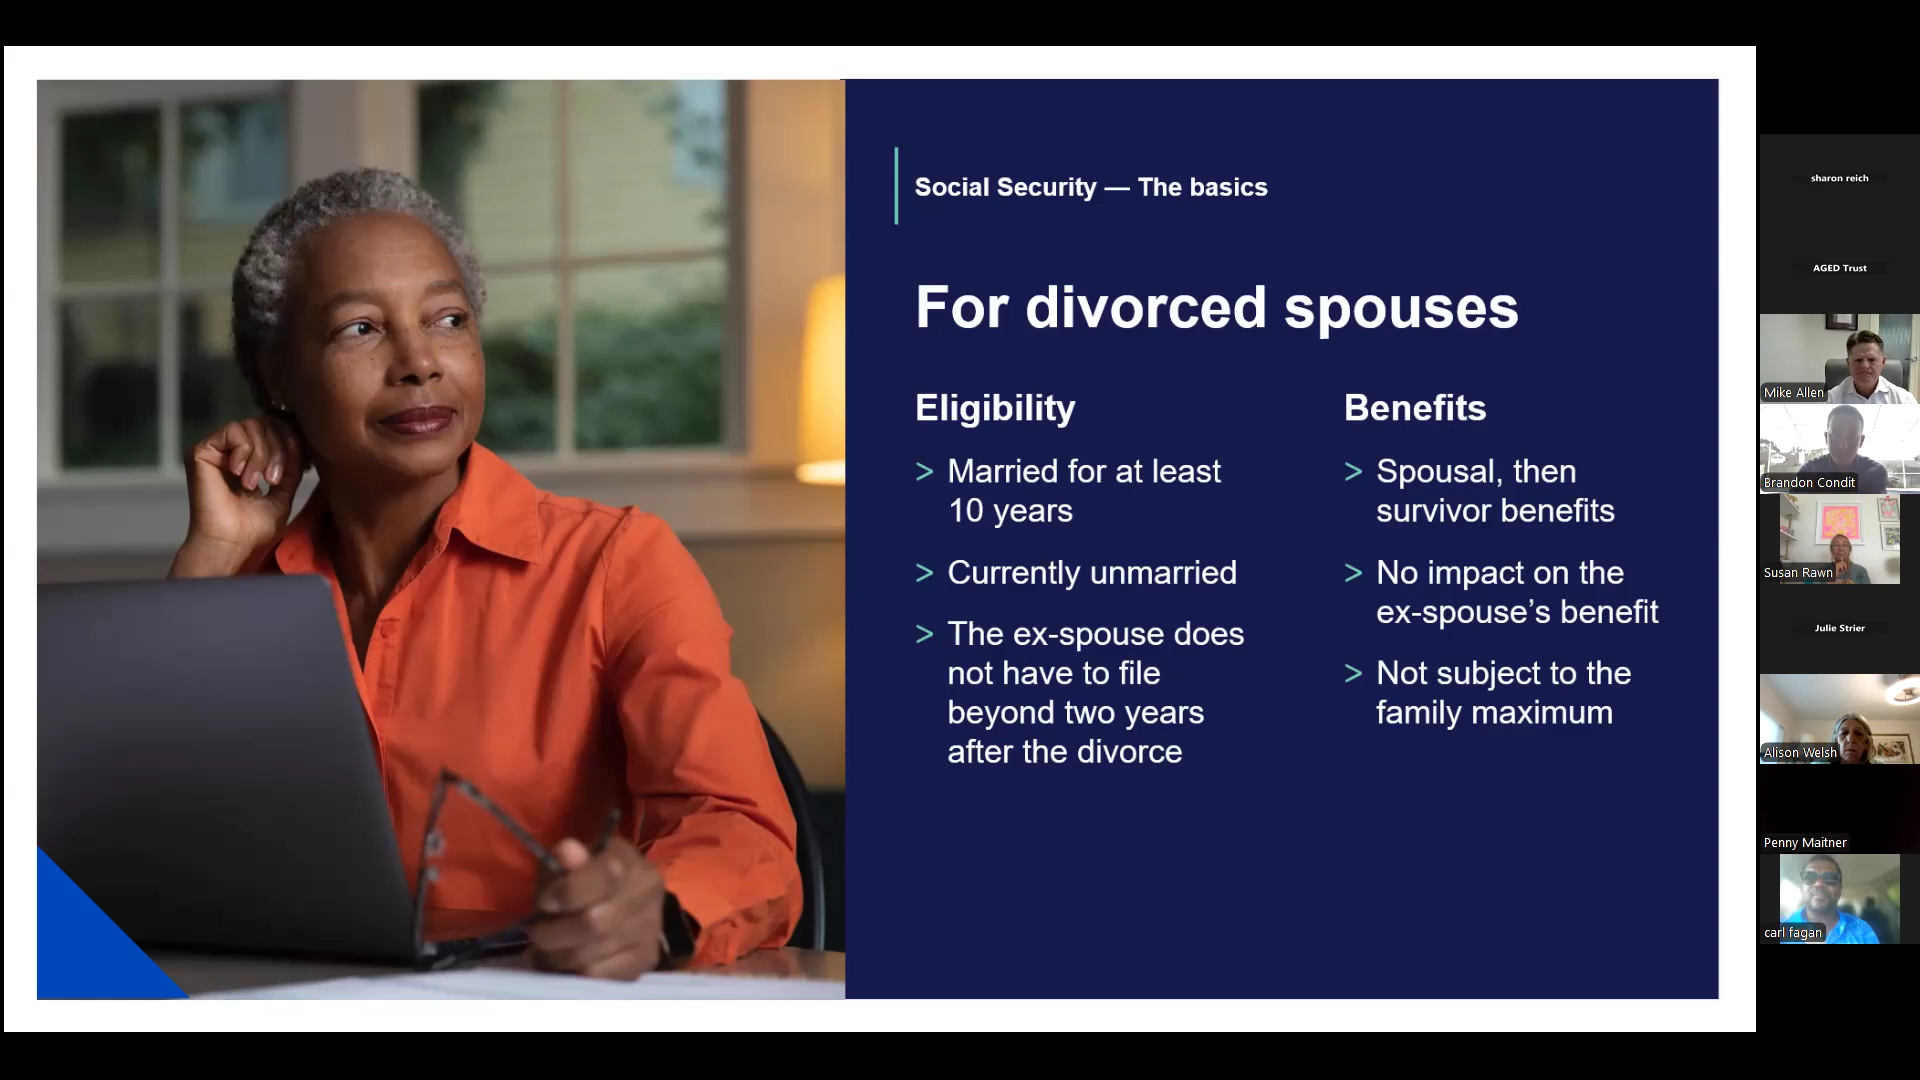 Social Security — The basics
For divorced spouses
Eligibility
> Married for at least
10 years
> Currently unmarried
> The ex-spouse does
not have to file
beyond two years
after the divorce
Benefits
> Spousal, then
survivor benefits
> No impact on the
ex-spouse’s benefit
> Not subject to the
family maximum
sharon reich
AGED Trust
Mike Allen
Brandon Condit
Susan Rawn
Julie Strier
Alison Welsh
Penny Maitner
carl fagan